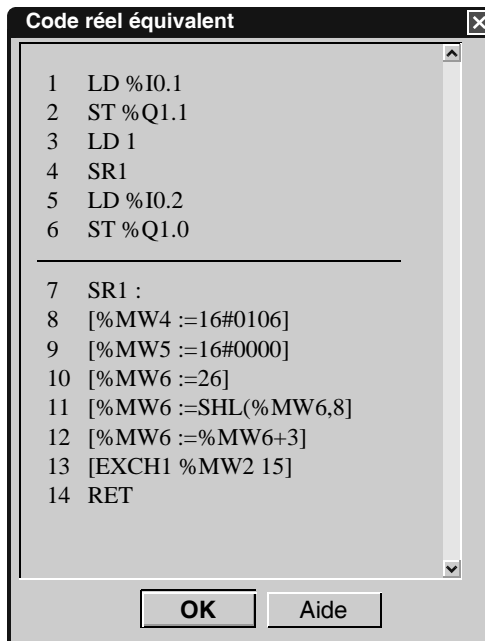 Code réel équivalent
1 LD %I0.1
2 ST %Q1.1
3 LD 1
4 SR1
5 LD %I0.2
6 ST %Q1.0
7 SR1 :
8 [%MW4 :=16#0106]
9 [%MW5 :=16#0000]
10 [%MW6 :=26]
11 [%MW6 :=SHL(%MW6,8]
12 [%MW6 :=%MW6+3]
13 [EXCH1 %MW2 15]
14 RET
OK Aide